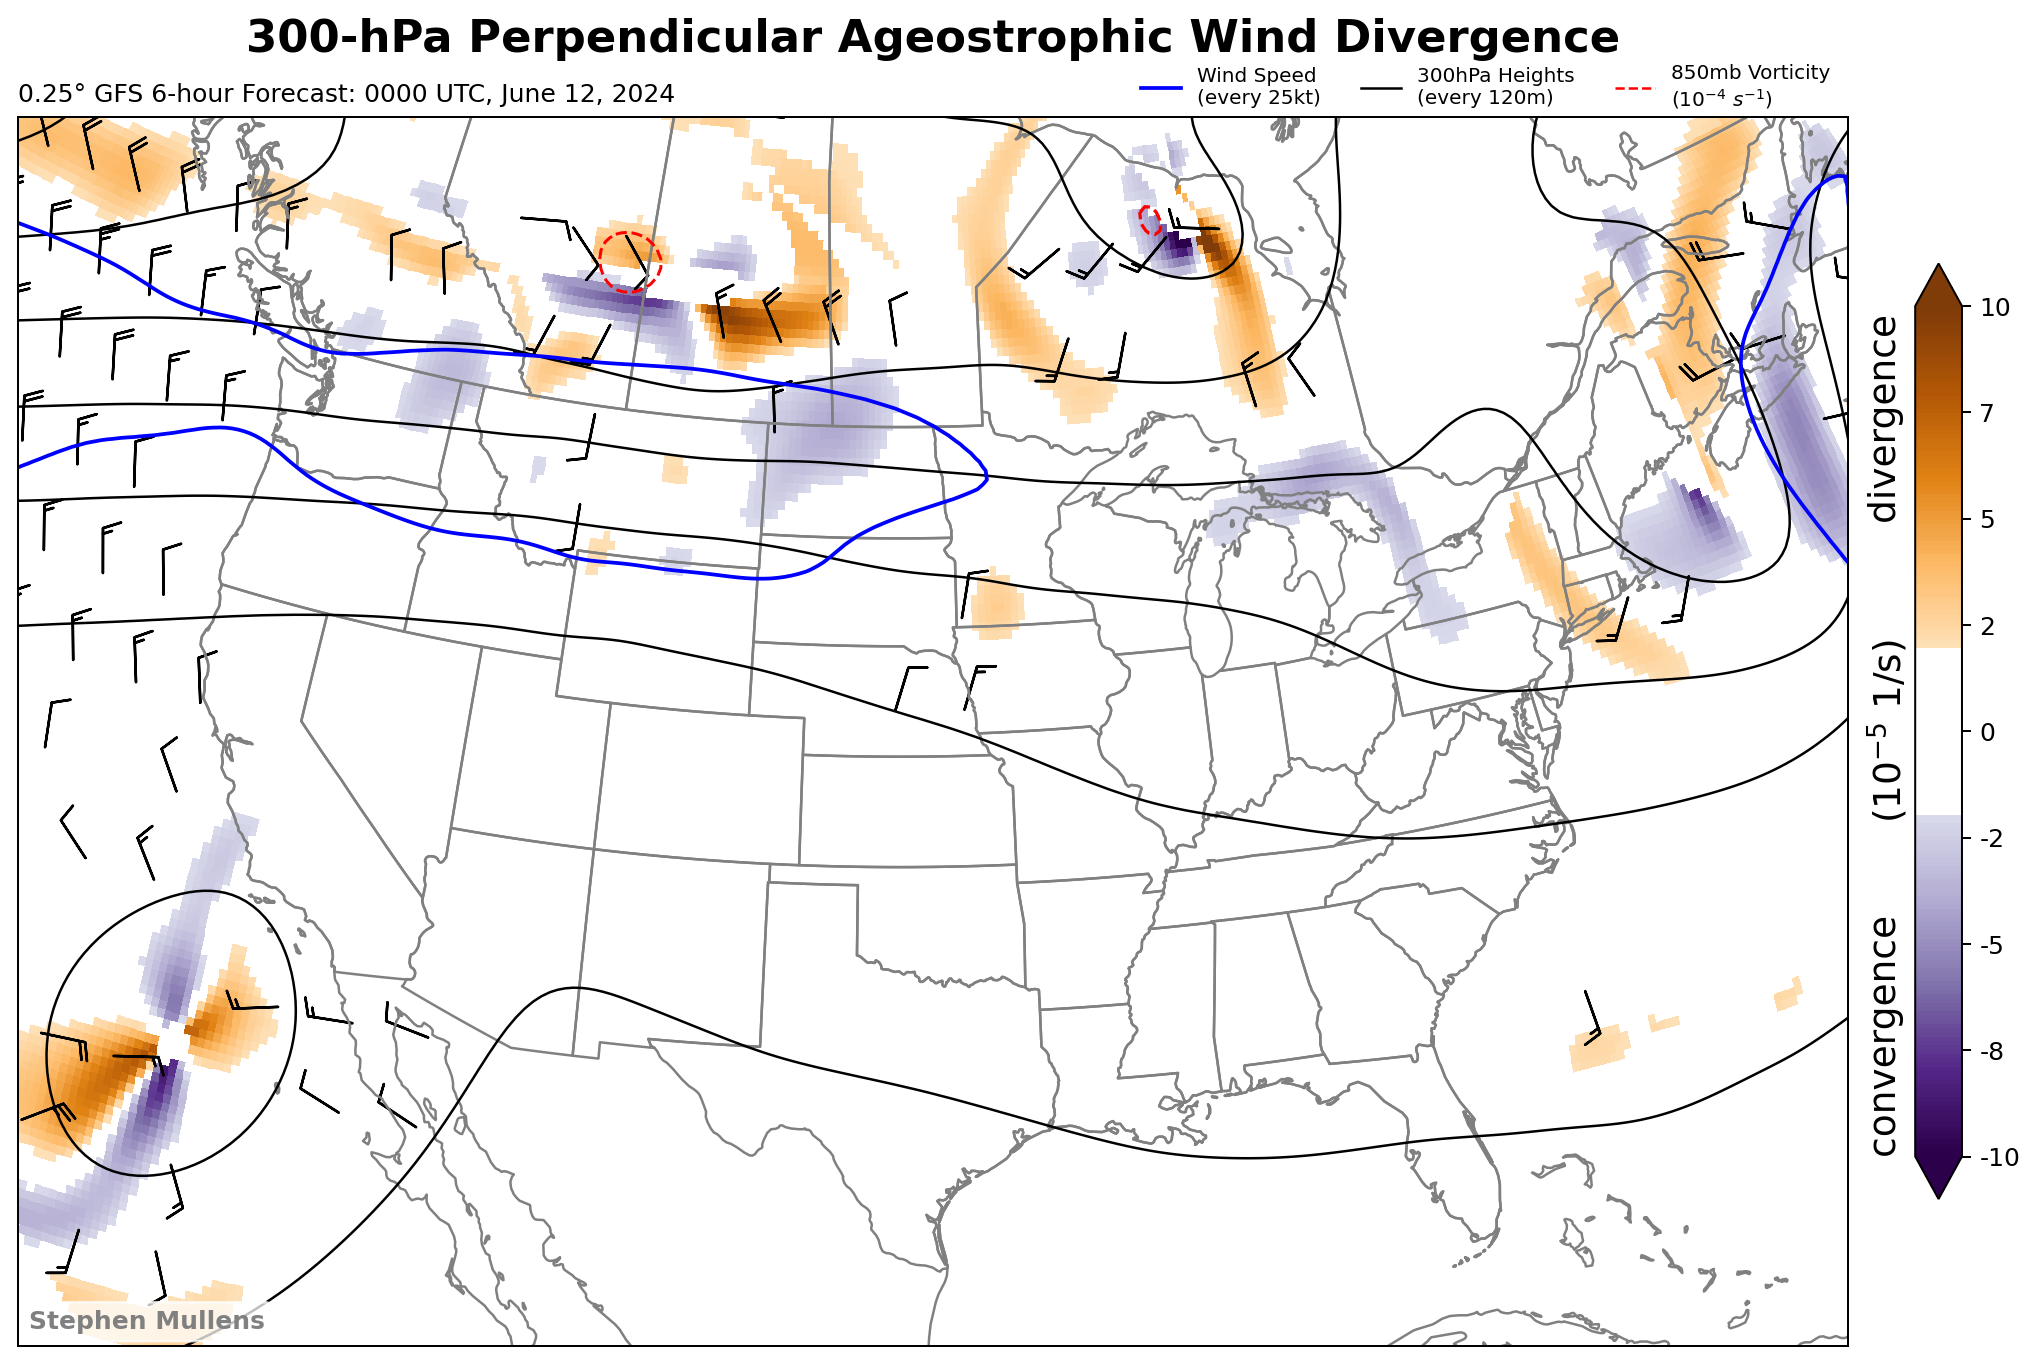 300-hPa Perpendicular Ageostrophic Wind Divergence
0.25° GFS 6-hour Forecast: 0000 UTC, June 12, 2024
Wind Speed
(every 25kt)
300hPa Heights
(every 120m)
850mb Vorticity
(10⁻⁴ s⁻¹)
10
7
5
2
0
-2
-5
-8
-10
convergence (10⁻⁵ 1/s) divergence
Stephen Mullens